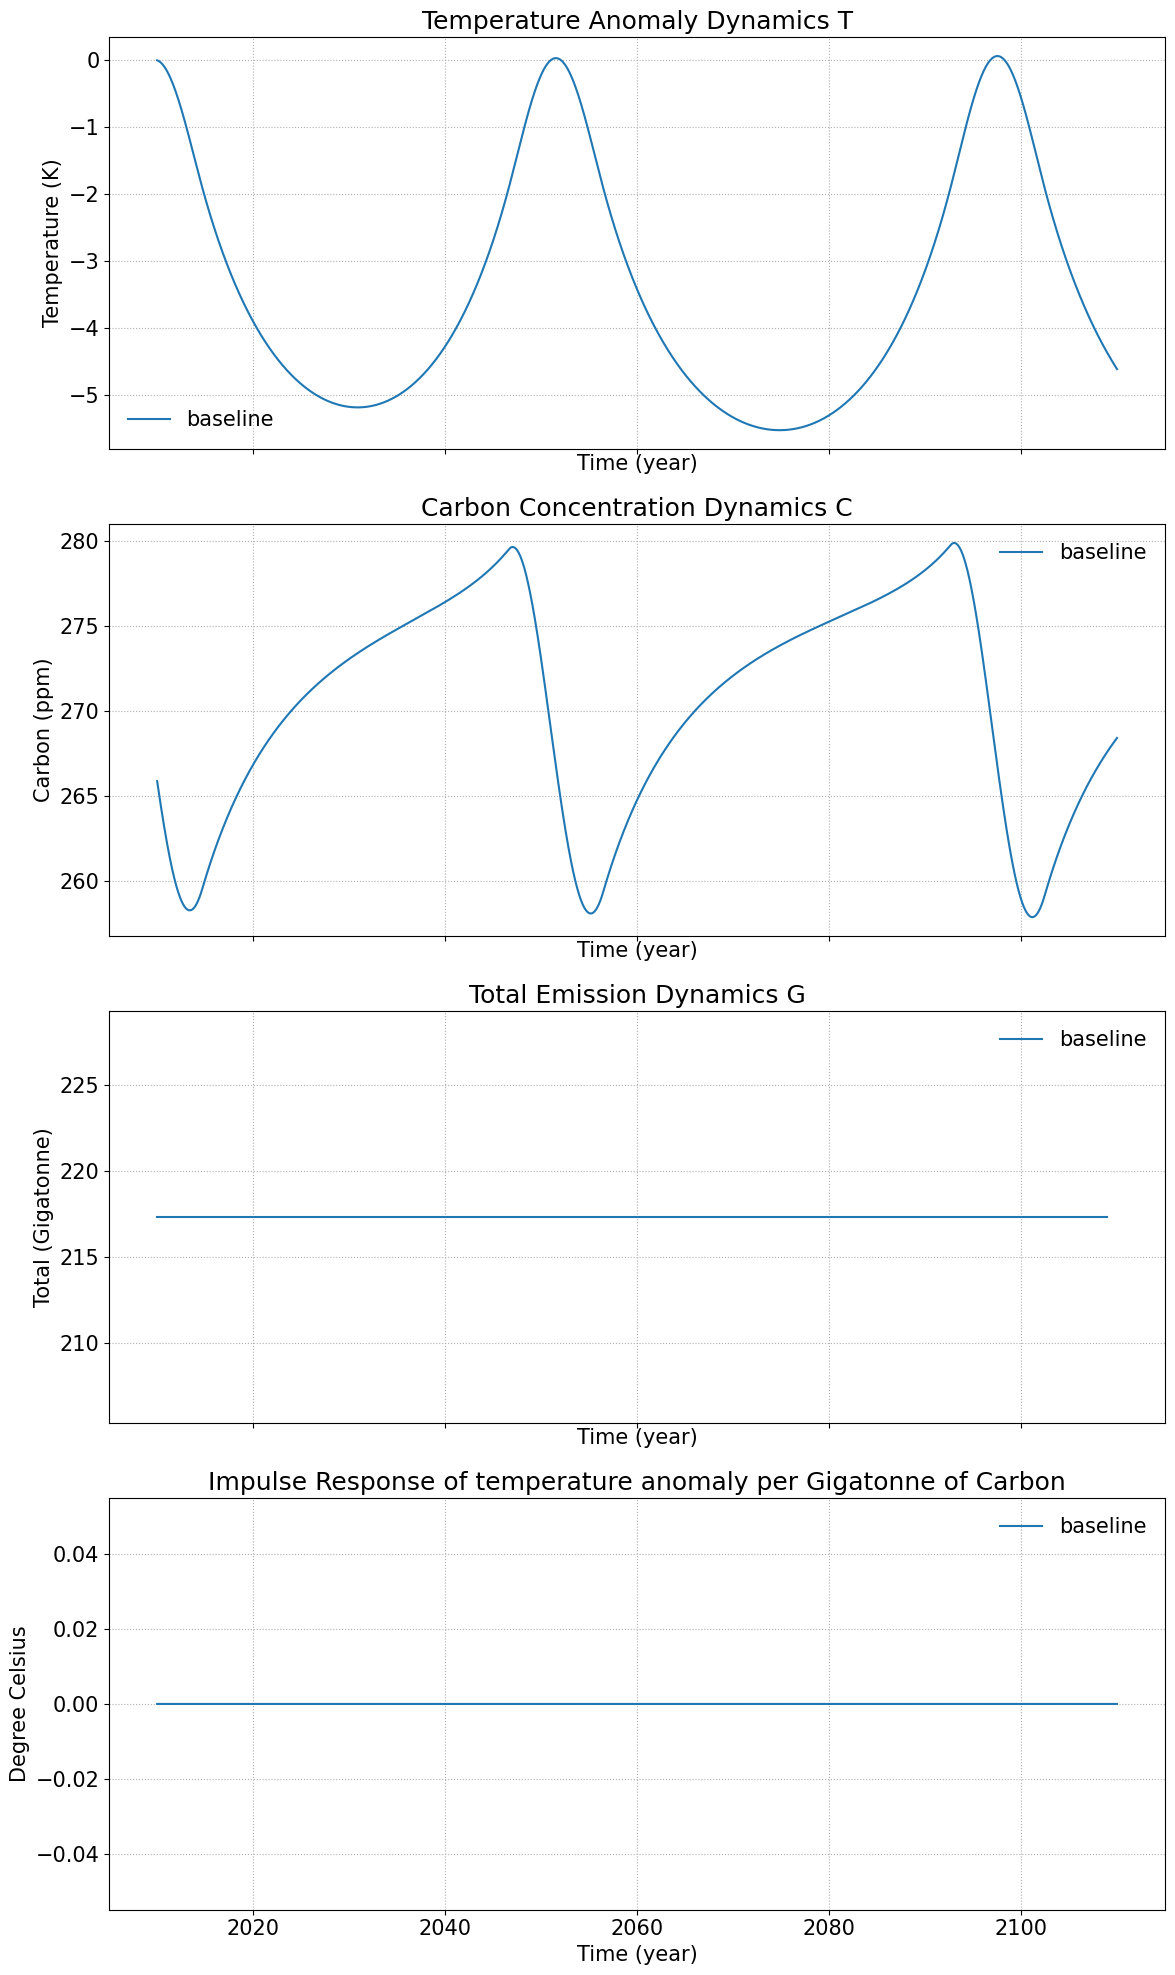 Temperature Anomaly Dynamics T
Temperature (K)
0
−1
−2
−3
−4
−5
baseline
Time (year)
Carbon Concentration Dynamics C
Carbon (ppm)
280
275
270
265
260
baseline
Time (year)
Total Emission Dynamics G
Total (Gigatonne)
225
220
215
210
baseline
Time (year)
Impulse Response of temperature anomaly per Gigatonne of Carbon
Degree Celsius
0.04
0.02
0.00
−0.02
−0.04
baseline
2020 2040 2060 2080 2100
Time (year)